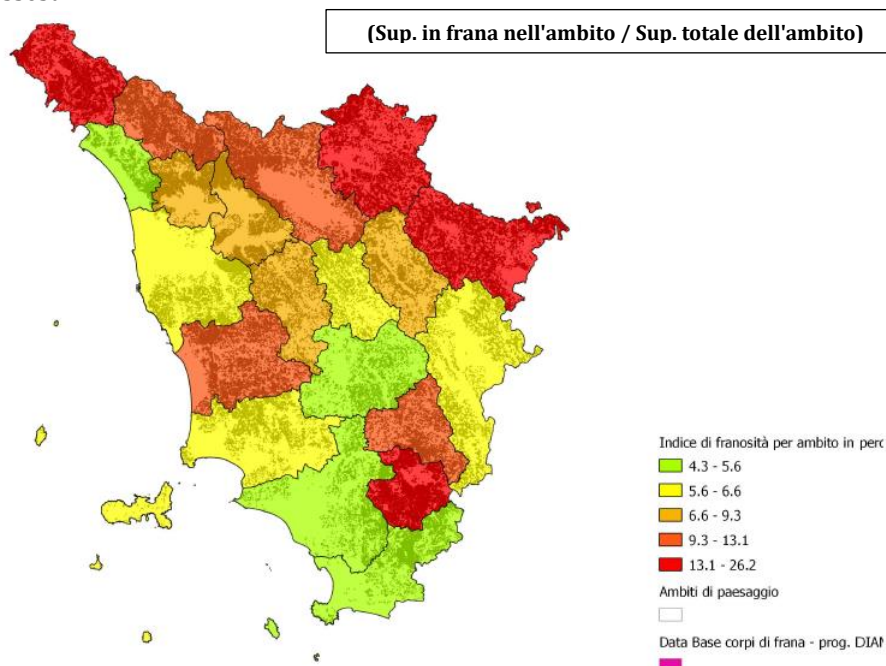 (Sup. in frana nell'ambito / Sup. totale dell'ambito)
Indice di franosità per ambito in perc
4.3 - 5.6
5.6 - 6.6
6.6 - 9.3
9.3 - 13.1
13.1 - 26.2
Ambiti di paesaggio
Data Base corpi di frana - prog. DIAN